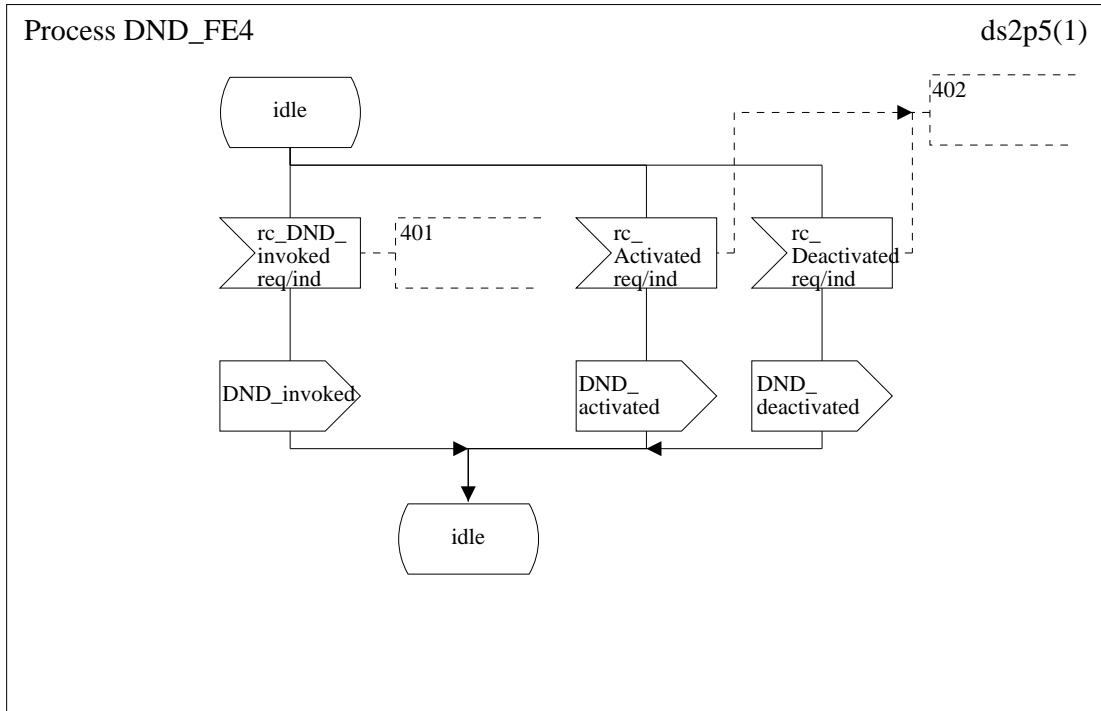 Process DND_FE4
ds2p5(1)
idle
402
rc_DND_
invoked
req/ind
401
rc_
Activated
req/ind
rc_
Deactivated
req/ind
DND_invoked
DND_
activated
DND_
deactivated
idle